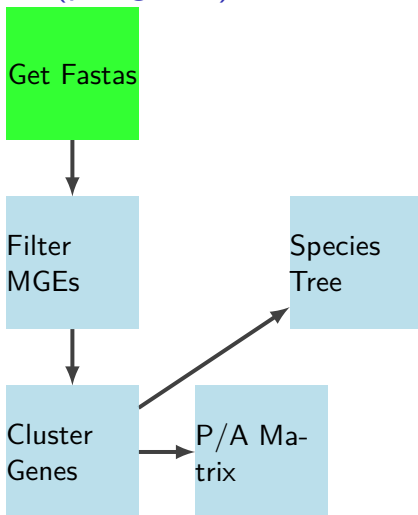 Get Fastas
Filter
MGEs
Species
Tree
Cluster
Genes
P/A Ma-
trix